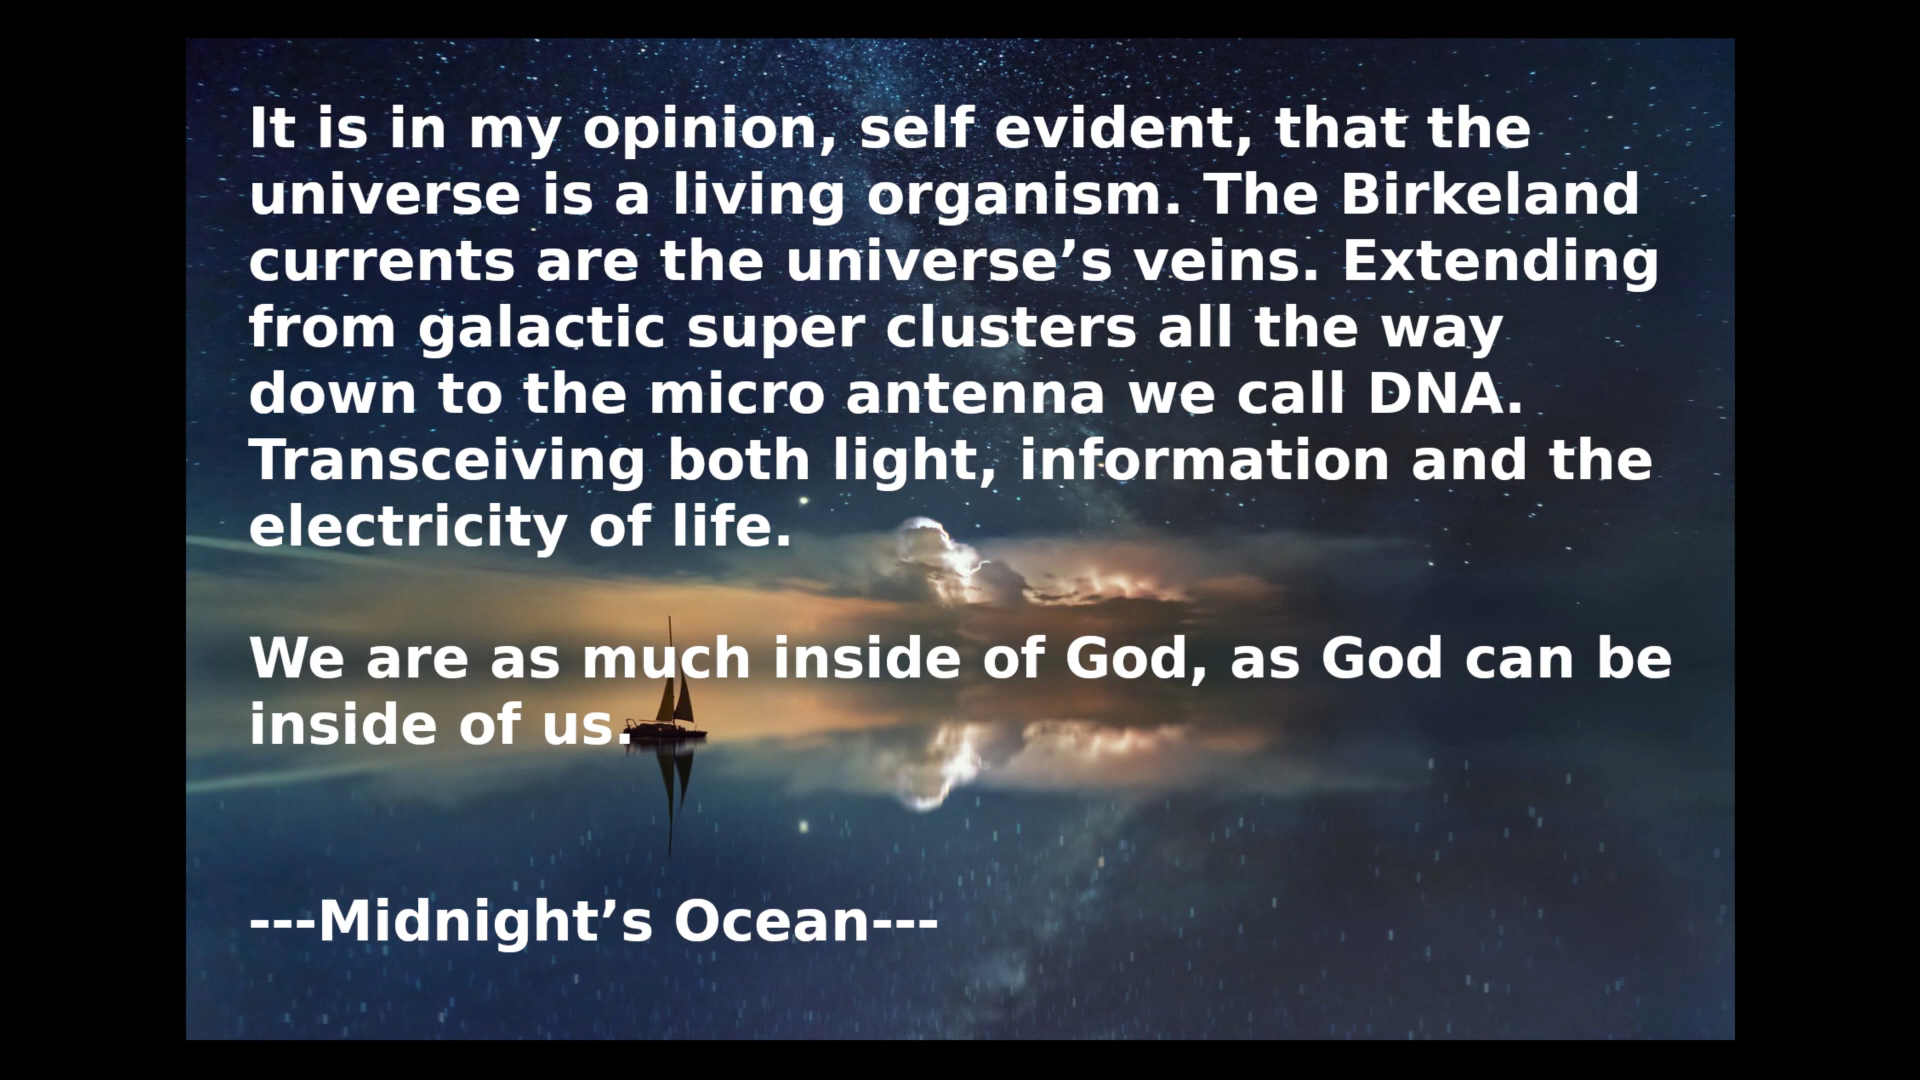 It is in my opinion, self evident, that the
universe is a living organism. The Birkeland
currents are the universe’s veins. Extending
from galactic super clusters all the way
down to the micro antenna we call DNA.
Transceiving both light, information and the
electricity of life.
We are as much inside of God, as God can be
inside of us.
---Midnight’s Ocean---